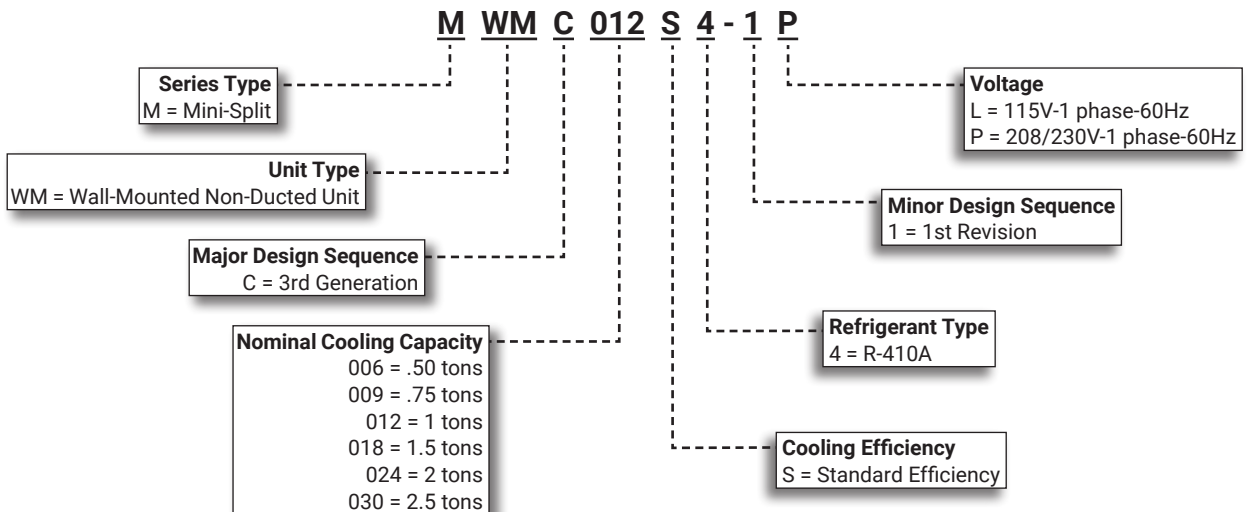 M WM C 012 S 4 - 1 P
Series Type
M = Mini-Split
Unit Type
WM = Wall-Mounted Non-Ducted Unit
Major Design Sequence
C = 3rd Generation
Nominal Cooling Capacity
006 = .50 tons
009 = .75 tons
012 = 1 tons
018 = 1.5 tons
024 = 2 tons
030 = 2.5 tons
Voltage
L = 115V-1 phase-60Hz
P = 208/230V-1 phase-60Hz
Minor Design Sequence
1 = 1st Revision
Refrigerant Type
4 = R-410A
Cooling Efficiency
S = Standard Efficiency